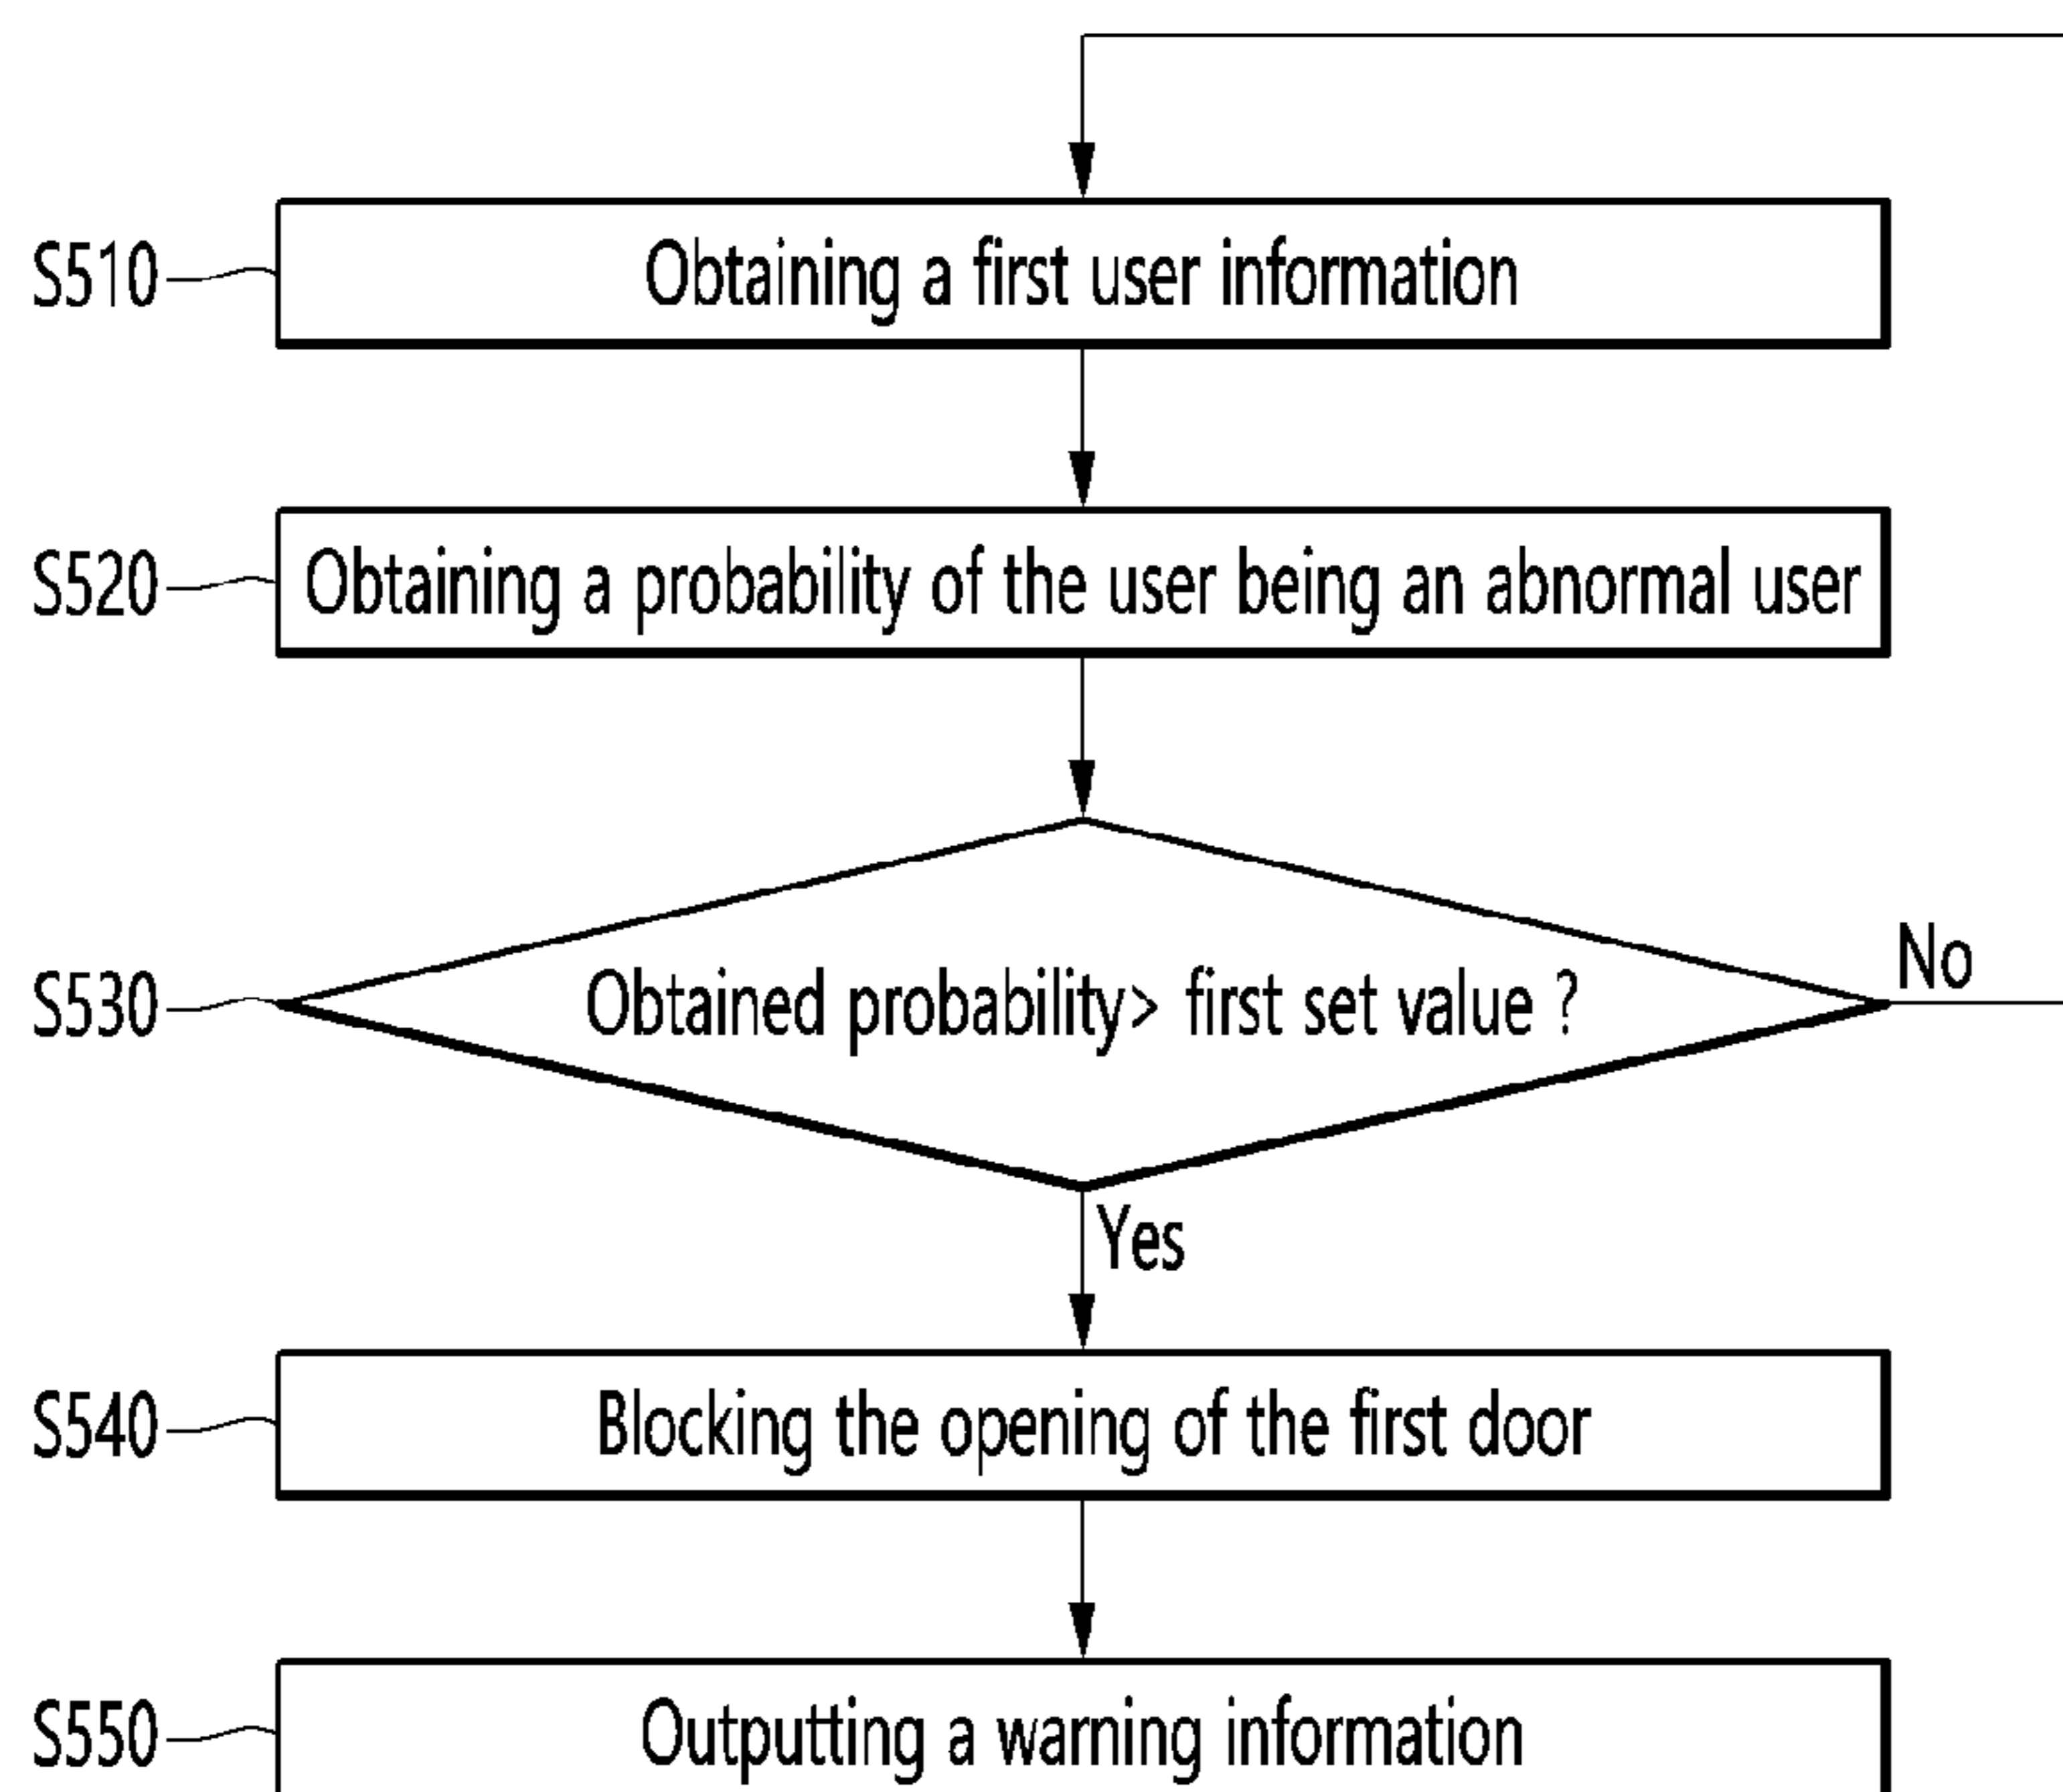 S510 Obtaining a first user information
S520 Obtaining a probability of the user being an abnormal user
S530 Obtained probability> first set value ? No
Yes
S540 Blocking the opening of the first door
S550 Outputting a warning information